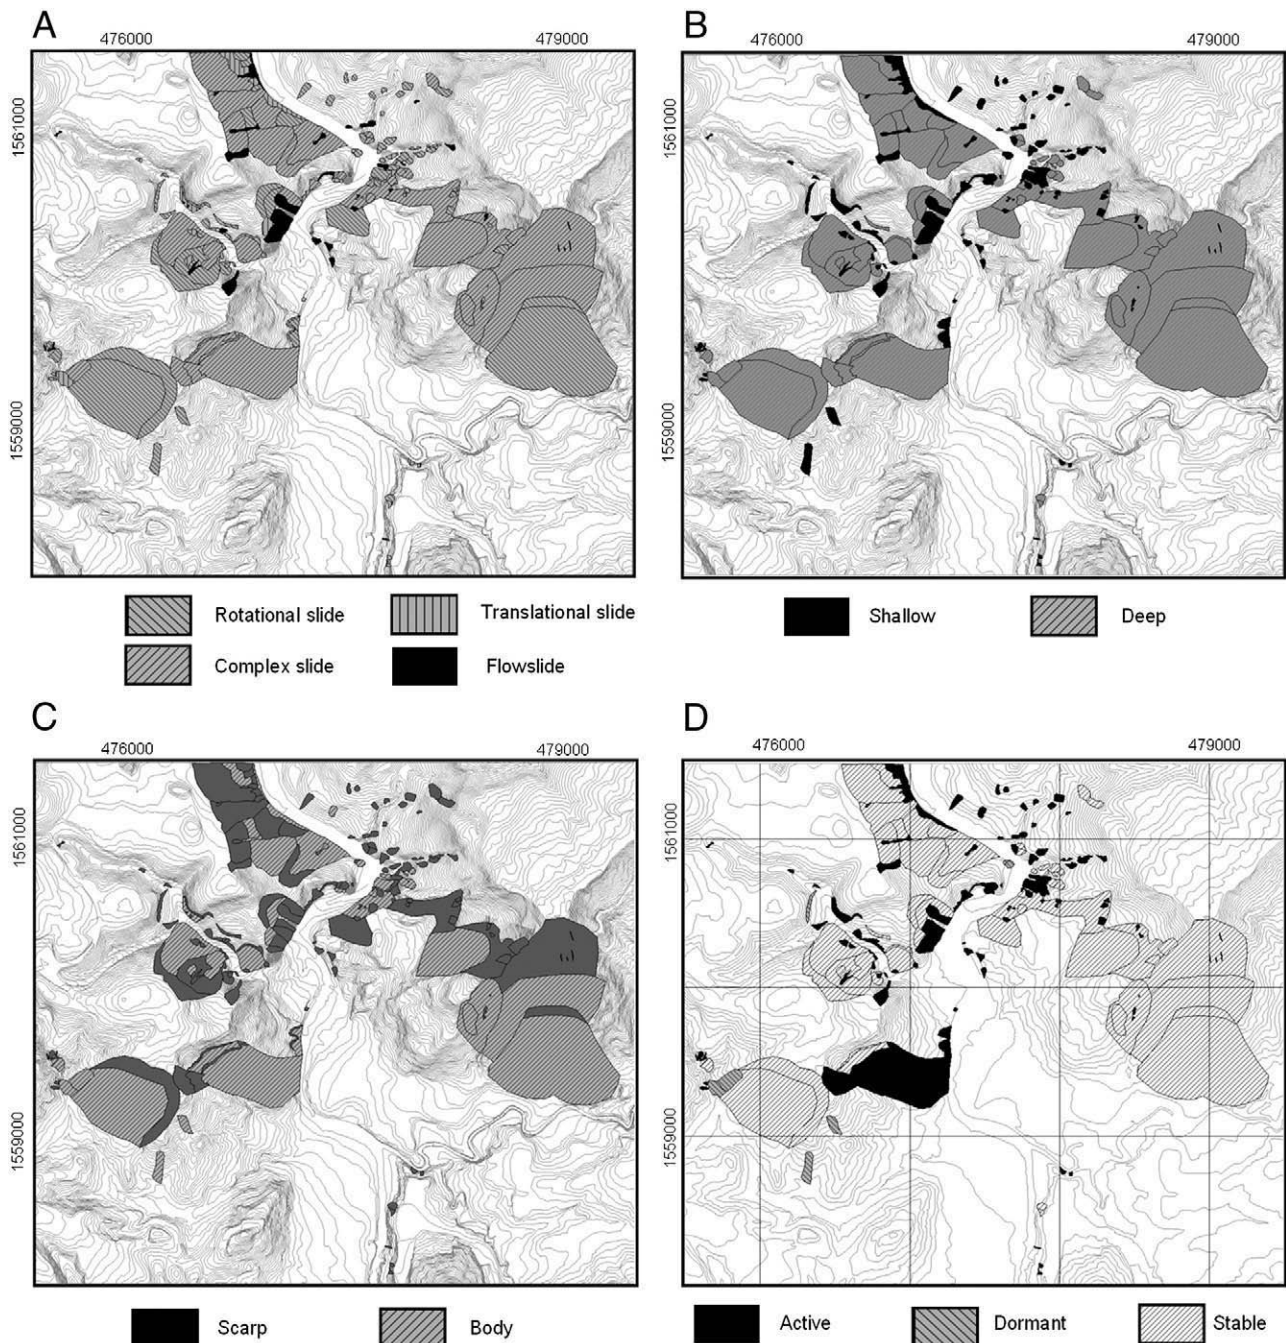 A
B
476000 479000
476000 479000
1561000
1561000
1559000
1559000
Rotational slide
Translational slide
Complex slide
Flowslide
Shallow
Deep
C
D
476000 479000
476000 479000
1561000
1561000
1559000
1559000
Scarp
Body
Active
Dormant
Stable